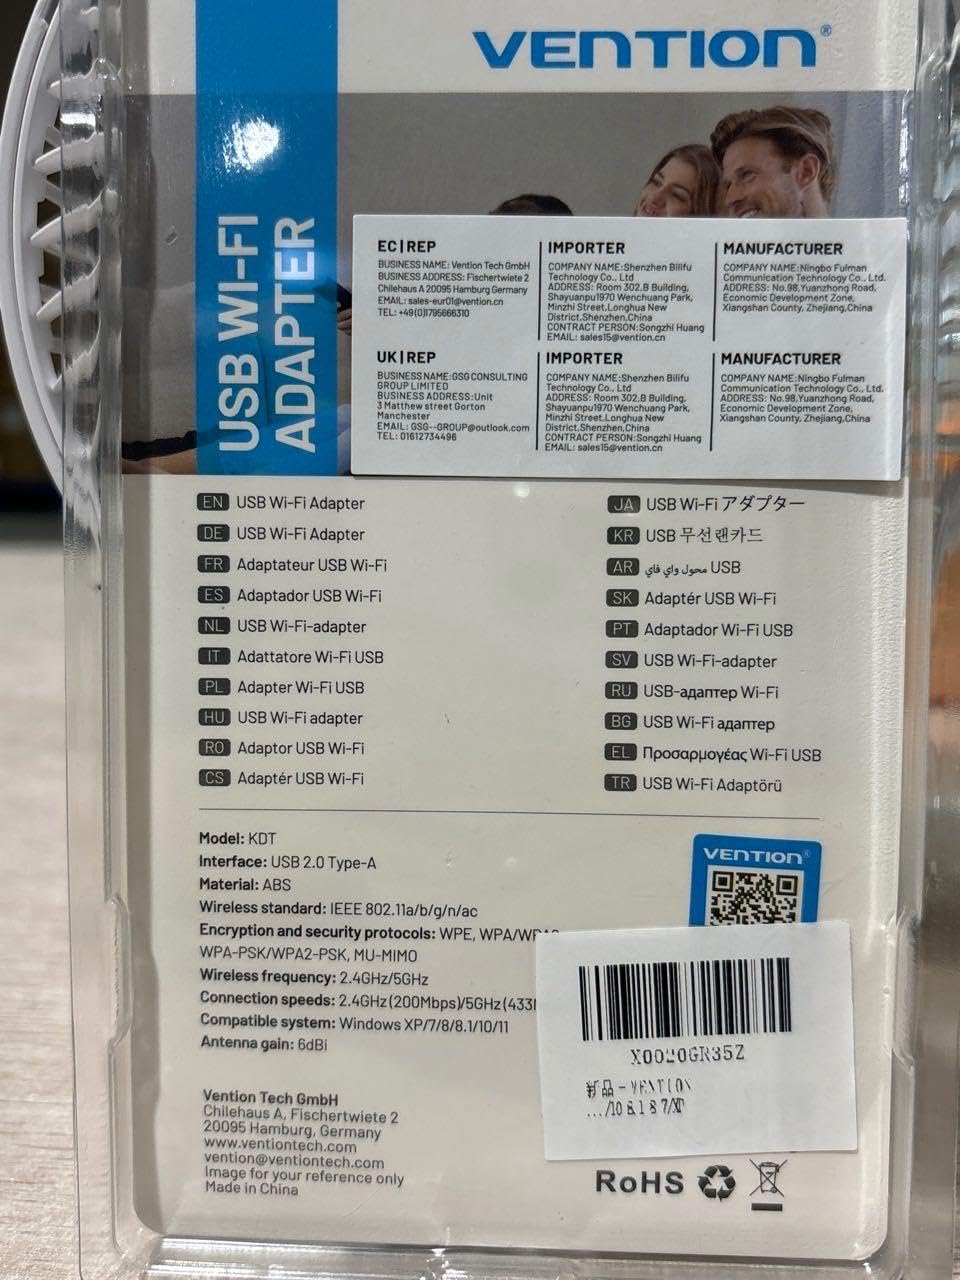 VENTION®
USB WI-FI
ADAPTER
EC|REP
BUSINESS NAME: Vention Tech GmbH
BUSINESS ADDRESS: Fischertwiete 2
Chilehaus A 20095 Hamburg Germany
EMAIL: sales-eur01@vention.cn
TEL: +49(0)1795666310
IMPORTER
COMPANY NAME:Shenzhen Bilifu
Technology Co., Ltd
ADDRESS: Room 302,B Building,
Shayuanpu1970 Wenchuang Park,
Minzhi Street,Longhua New
District,Shenzhen,China
CONTRACT PERSON:Songzhi Huang
EMAIL: sales15@vention.cn
MANUFACTURER
COMPANY NAME:Ningbo Fulman
Communication Technology Co., Ltd.
ADDRESS: No.98,Yuanzhong Road,
Economic Development Zone,
Xiangshan County, Zhejiang,China
UK|REP
BUSINESS NAME:GSG CONSULTING
GROUP LIMITED
BUSINESS ADDRESS:Unit
3 Matthew street Gorton
Manchester
EMAIL: GSG--GROUP@outlook.com
TEL: 01612734496
IMPORTER
COMPANY NAME:Shenzhen Bilifu
Technology Co., Ltd
ADDRESS: Room 302,B Building,
Shayuanpu1970 Wenchuang Park,
Minzhi Street,Longhua New
District,Shenzhen,China
CONTRACT PERSON:Songzhi Huang
EMAIL: sales15@vention.cn
MANUFACTURER
COMPANY NAME:Ningbo Fulman
Communication Technology Co., Ltd.
ADDRESS: No.98,Yuanzhong Road,
Economic Development Zone,
Xiangshan County, Zhejiang,China
EN USB Wi-Fi Adapter
DE USB Wi-Fi Adapter
FR Adaptateur USB Wi-Fi
ES Adaptador USB Wi-Fi
NL USB Wi-Fi-adapter
IT Adattatore Wi-Fi USB
PL Adapter Wi-Fi USB
HU USB Wi-Fi adapter
RO Adaptor USB Wi-Fi
CS Adaptér USB Wi-Fi
JA USB Wi-Fi アダプター
KR USB 무선랜카드
AR محول واي فاي USB
SK Adaptér USB Wi-Fi
PT Adaptador Wi-Fi USB
SV USB Wi-Fi-adapter
RU USB-адаптер Wi-Fi
BG USB Wi-Fi адаптер
EL Προσαρμογέας Wi-Fi USB
TR USB Wi-Fi Adaptörü
Model: KDT
Interface: USB 2.0 Type-A
Material: ABS
Wireless standard: IEEE 802.11a/b/g/n/ac
Encryption and security protocols: WPE, WPA/WPA2
WPA-PSK/WPA2-PSK, MU-MIMO
Wireless frequency: 2.4GHz/5GHz
Connection speeds: 2.4GHz(200Mbps)/5GHz(433
Compatible system: Windows XP/7/8/8.1/10/11
Antenna gain: 6dBi
VENTION®
X0020GR35Z
新品 - VENTION
.../10 8.1 8 7/XP
Vention Tech GmbH
Chilehaus A, Fischertwiete 2
20095 Hamburg, Germany
www.ventiontech.com
vention@ventiontech.com
Image for your reference only
Made in China
RoHS